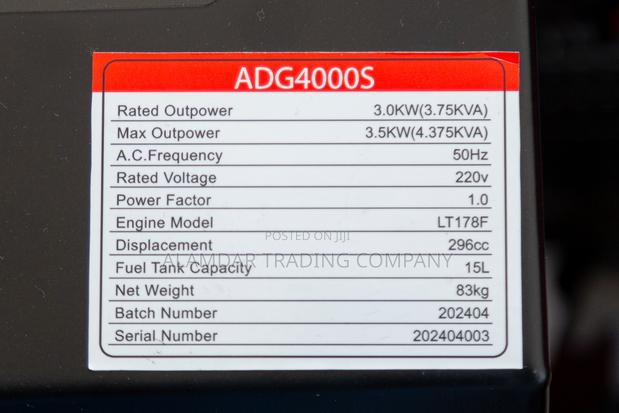 ADG4000S
Rated Outpower 3.0KW(3.75KVA)
Max Outpower 3.5KW(4.375KVA)
A.C.Frequency 50Hz
Rated Voltage 220v
Power Factor 1.0
Engine Model LT178F
POSTED ON JIJI
Displacement 296cc
ALAMDAR TRADING COMPANY
Fuel Tank Capacity 15L
Net Weight 83kg
Batch Number 202404
Serial Number 202404003